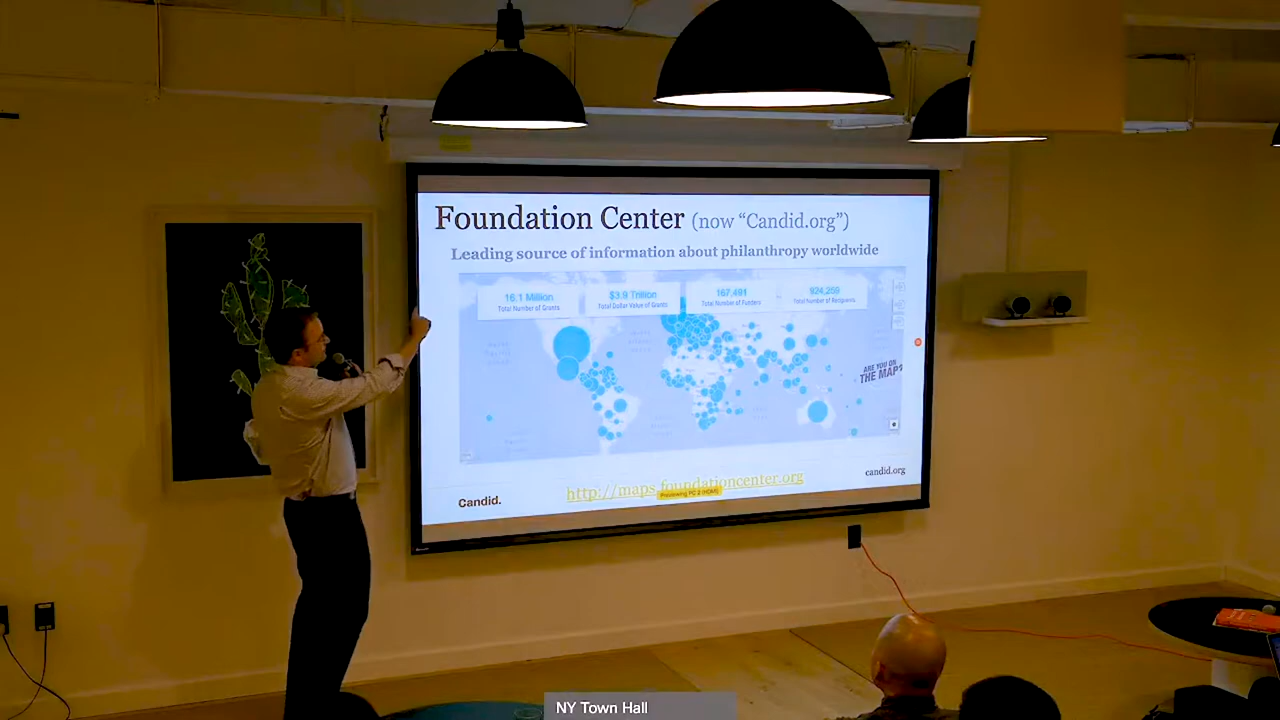 Foundation Center (now “Candid.org”)
Leading source of information about philanthropy worldwide
16.1 Million
Total Number of Grants
$3.9 Trillion
Total Dollar Value of Grants
167,491
Total Number of Funders
924,259
Total Number of Recipients
ARE YOU ON
THE MAP?
http://maps.foundationcenter.org
candid.org
Candid.
NY Town Hall